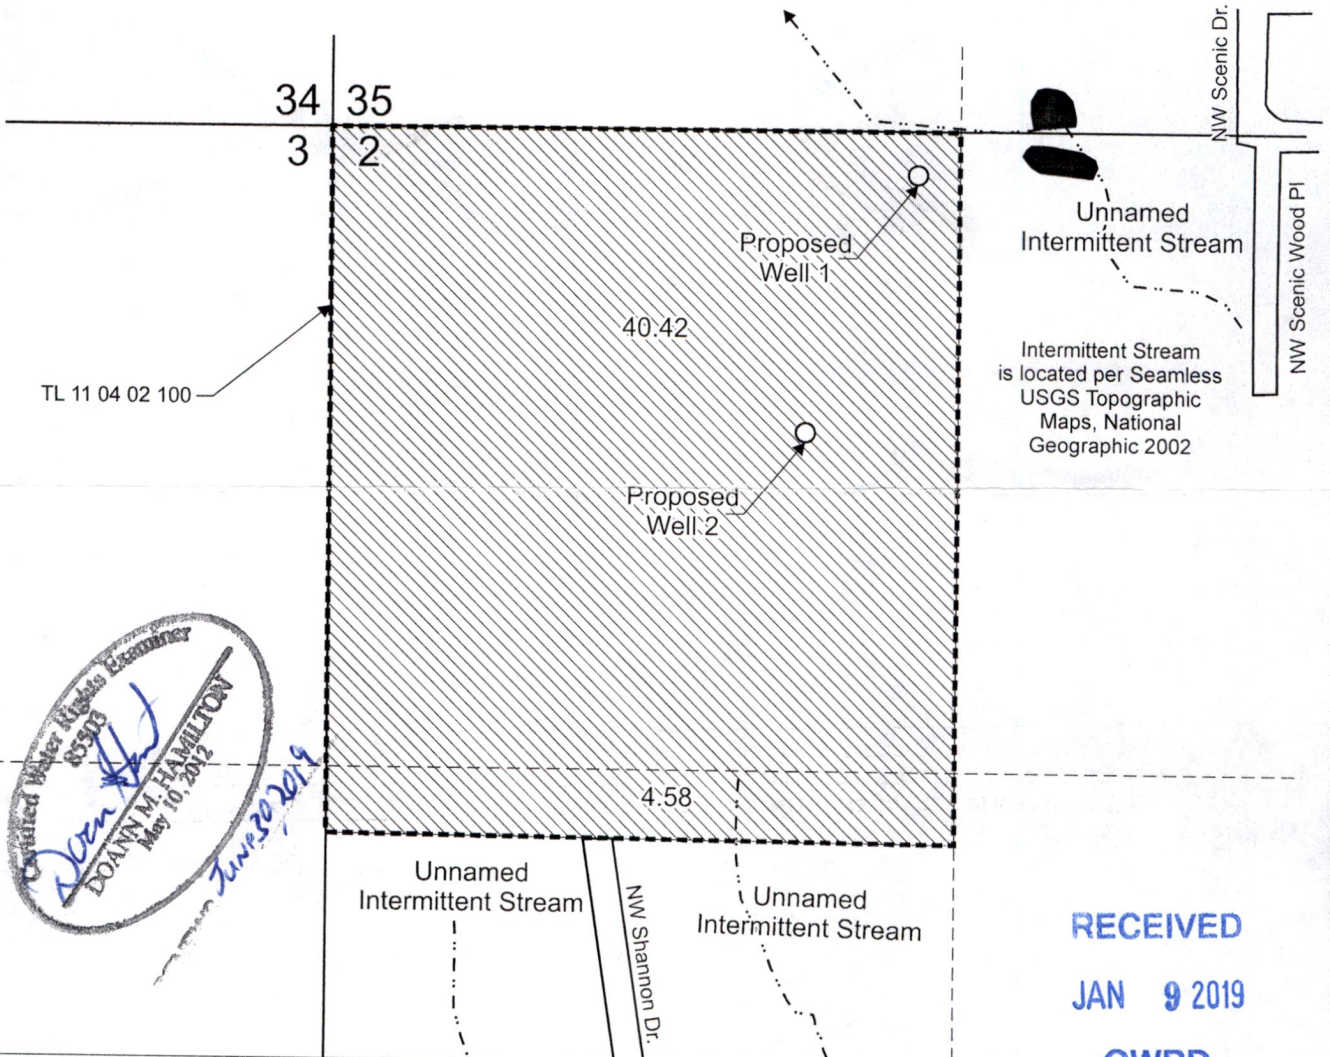 NW Scenic Dr.
34 35
3 2
Unnamed
Intermittent Stream
Proposed
Well 1
NW Scenic Wood Pl
40.42
Intermittent Stream
is located per Seamless
USGS Topographic
Maps, National
Geographic 2002
TL 11 04 02 100
Proposed
Well 2
Certified Water Rights Examiner
85503
DOANN M. HAMILTON
May 10, 2012
June 30 2019
4.58
Unnamed
Intermittent Stream
NW Shannon Dr.
Unnamed
Intermittent Stream
RECEIVED
JAN 9 2019
OWRD